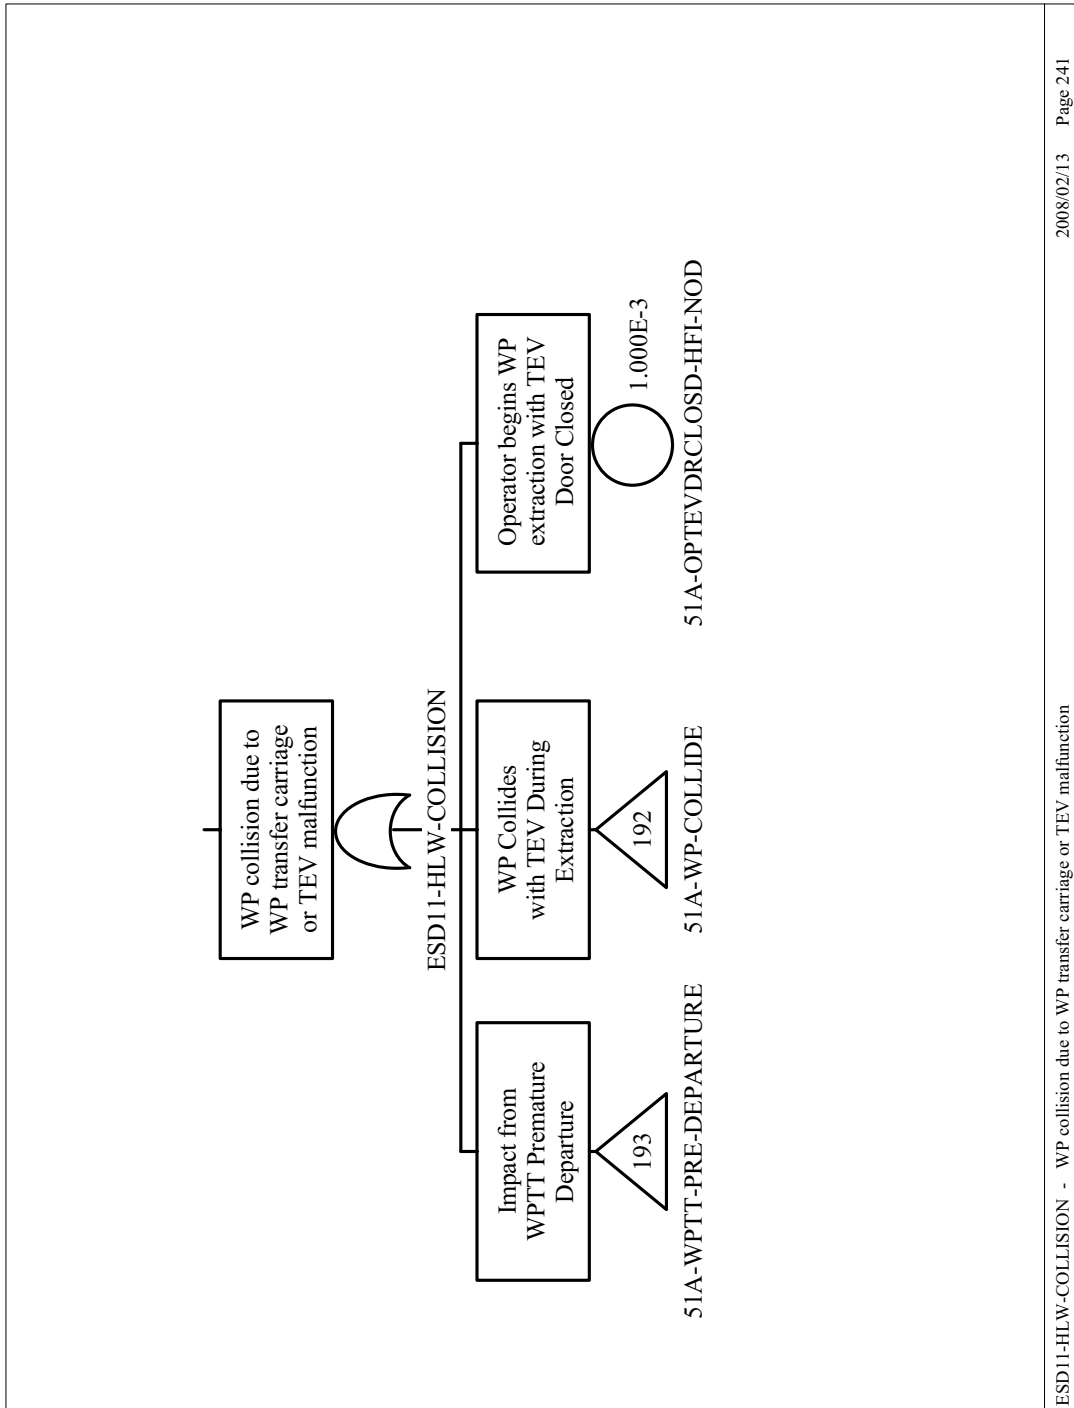 WP collision due to
WP transfer carriage
or TEV malfunction
ESD11-HLW-COLLISION
Impact from
WPTT Premature
Departure
193
51A-WPTT-PRE-DEPARTURE
WP Collides
with TEV During
Extraction
192
51A-WP-COLLIDE
Operator begins WP
extraction with TEV
Door Closed
1.000E-3
51A-OPTEVDRCLOSD-HFI-NOD
ESD11-HLW-COLLISION - WP collision due to WP transfer carriage or TEV malfunction
2008/02/13 Page 241